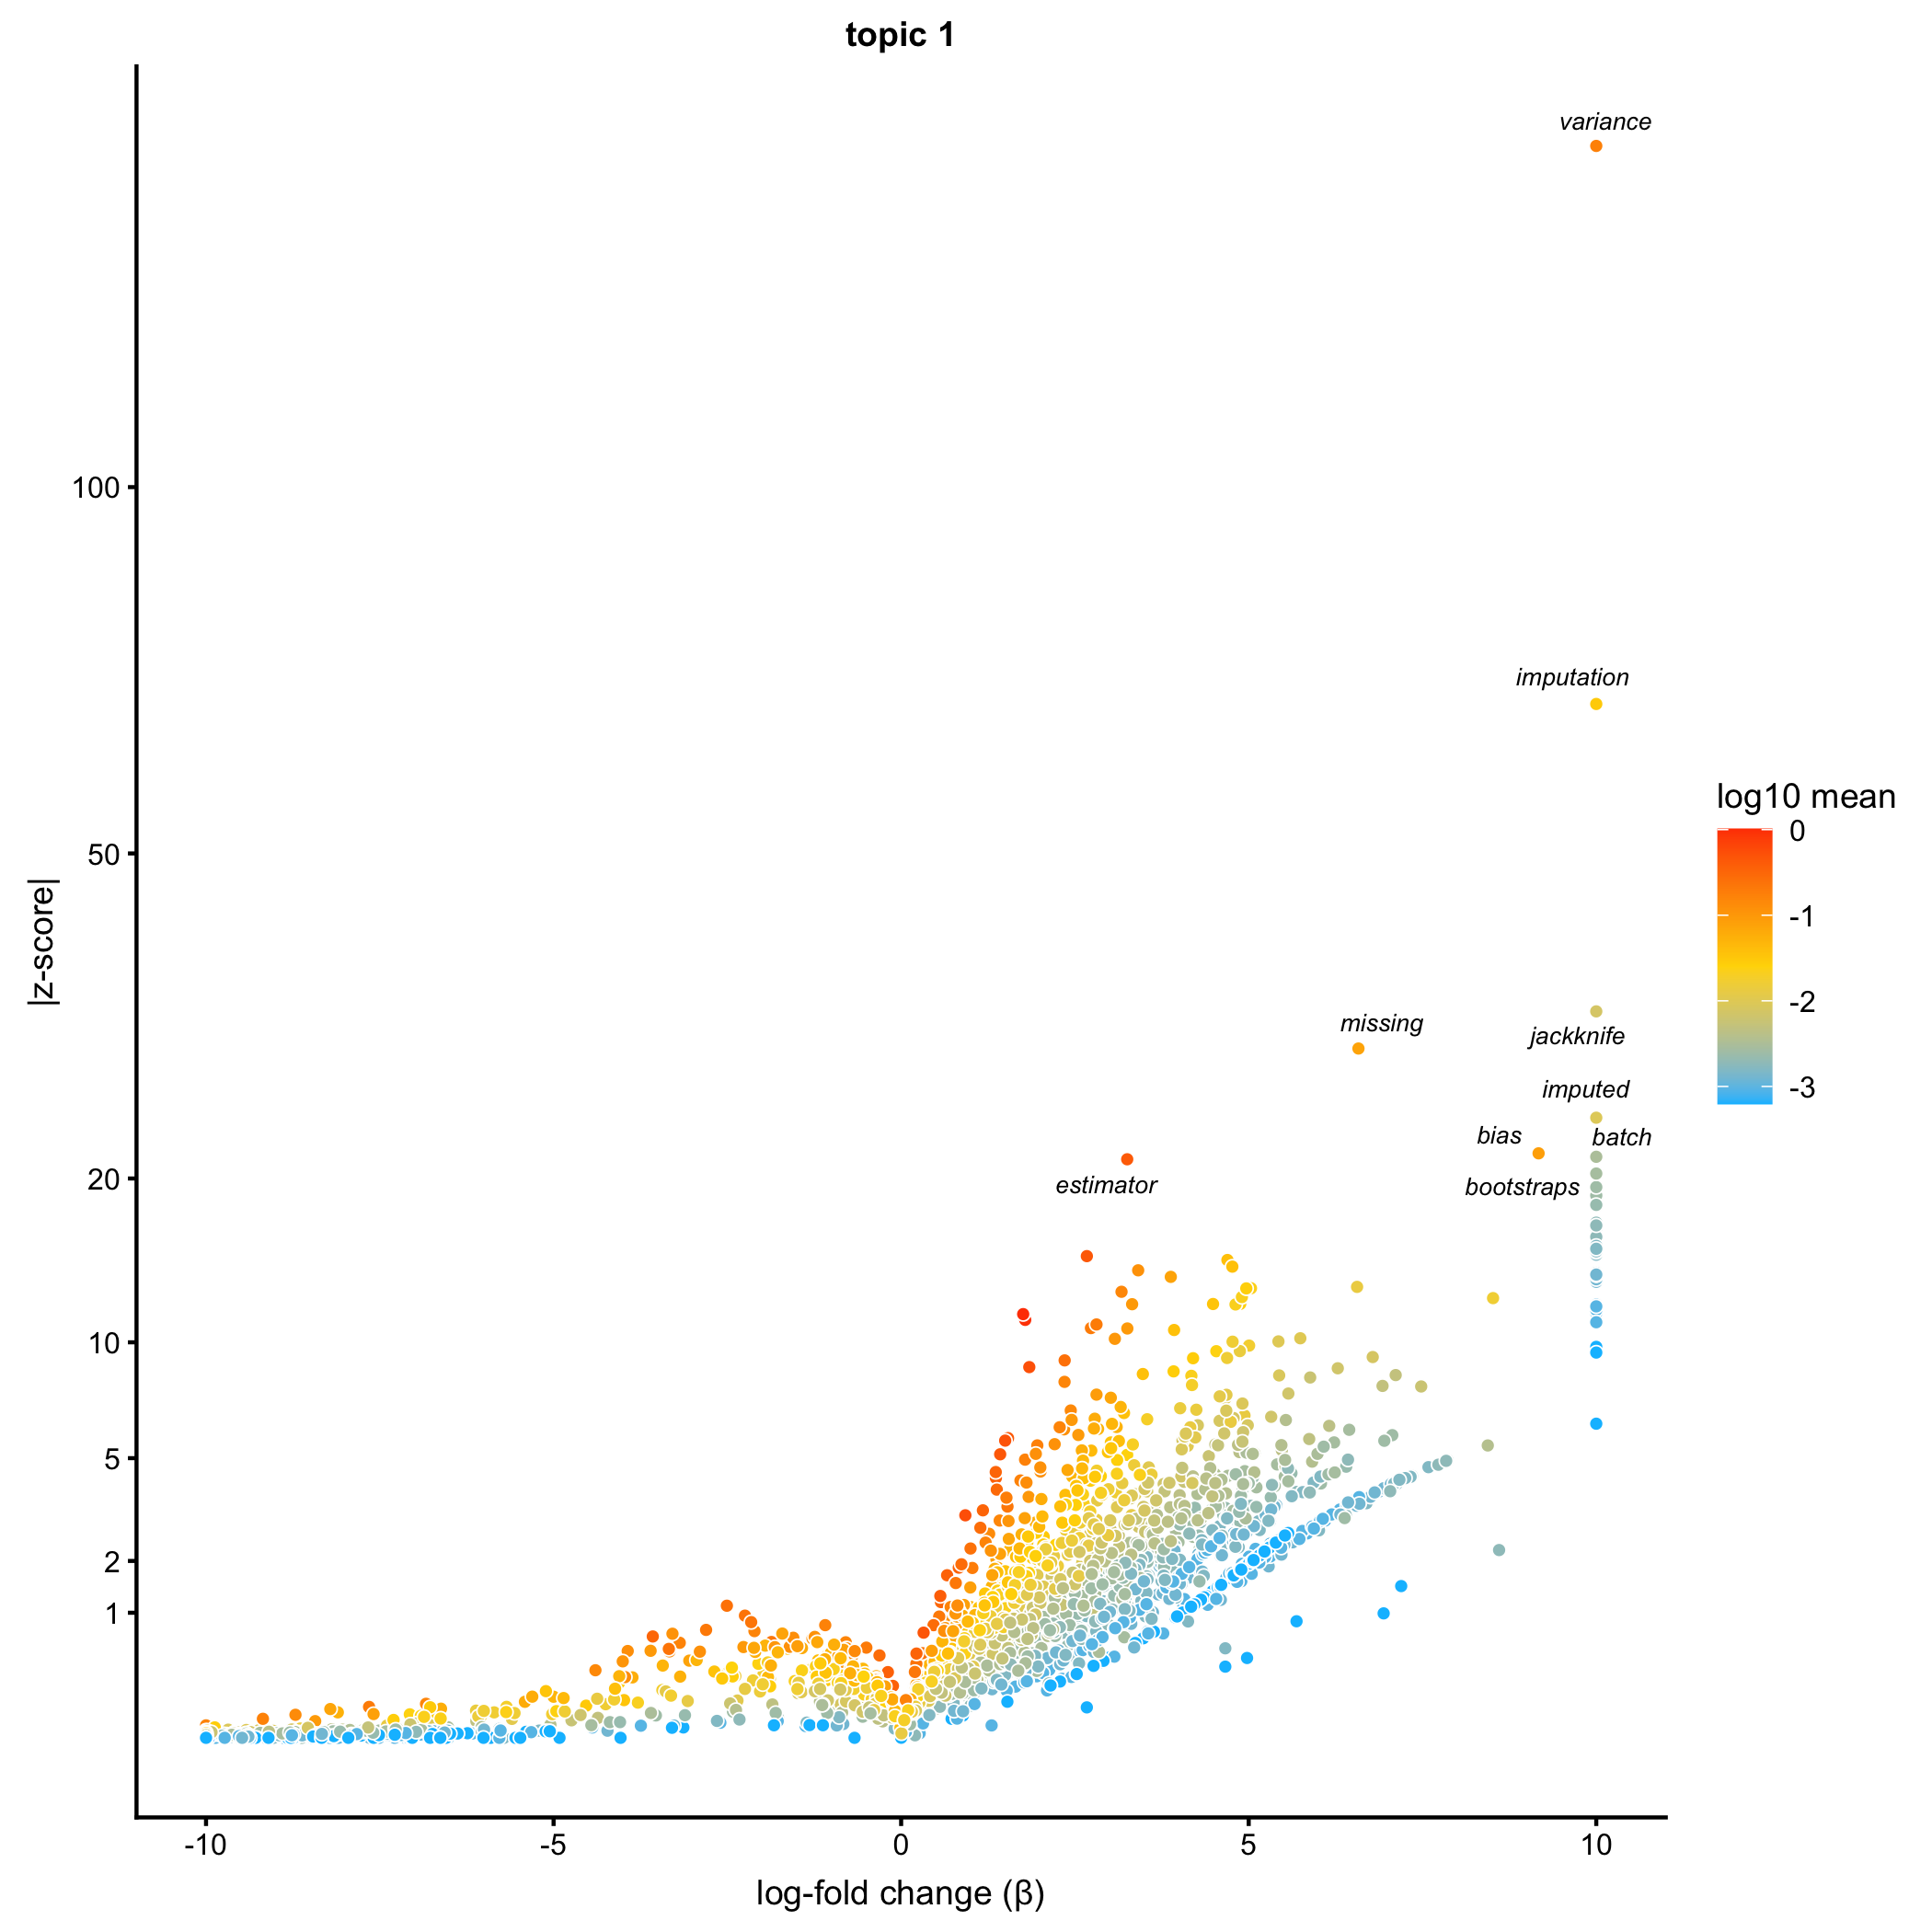 topic 1
variance
100
imputation
log10 mean
0
50
-1
|z-score|
-2
missing
jackknife
-3
imputed
bias
batch
20
estimator
bootstraps
10
5
2
1
-10
-5
0
5
10
log-fold change (β)